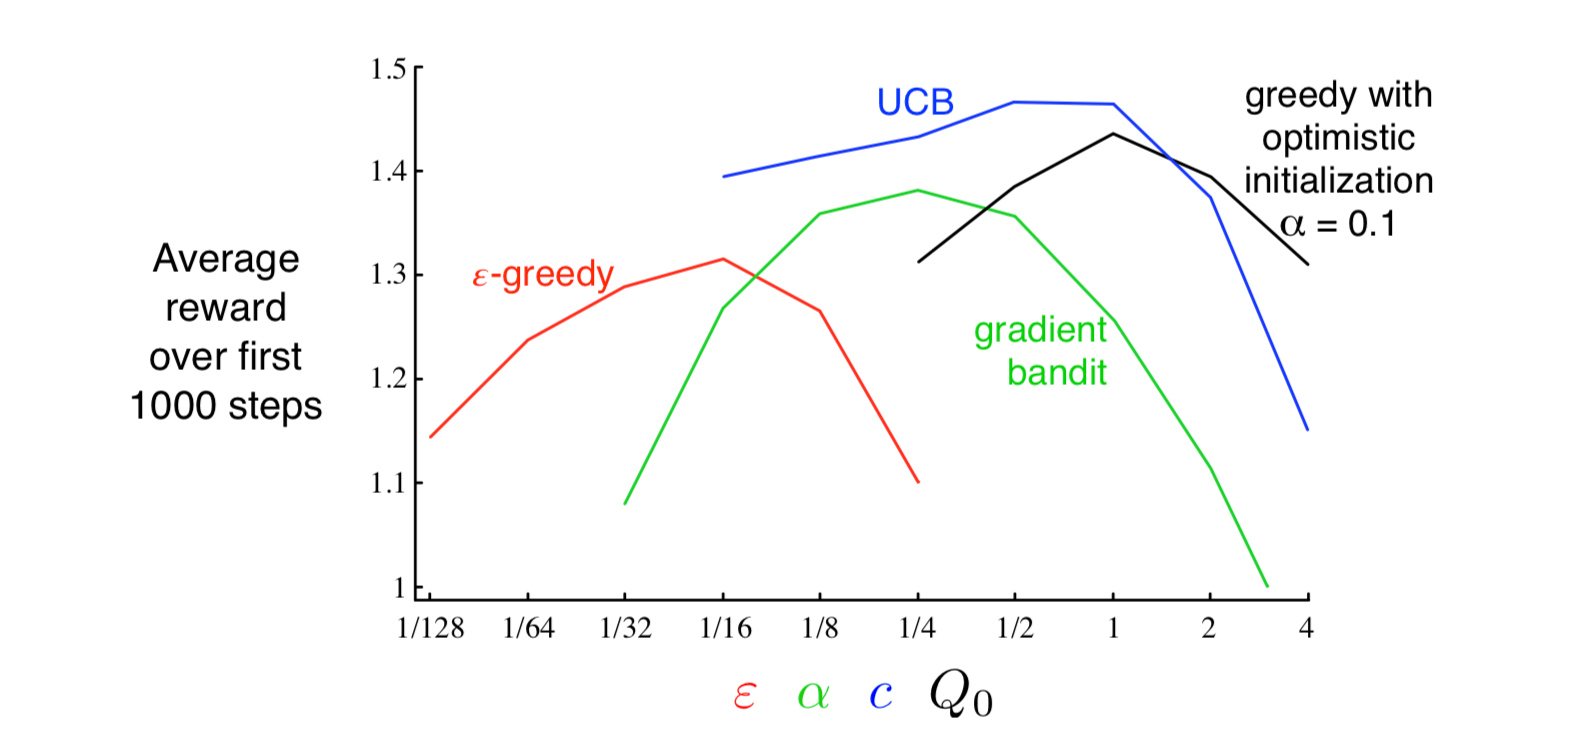 Average
reward
over first
1000 steps
1.5
1.4
1.3
1.2
1.1
1
ε-greedy
UCB
gradient
bandit
greedy with
optimistic
initialization
α = 0.1
1/128 1/64 1/32 1/16 1/8 1/4 1/2 1 2 4
ε α c Q₀